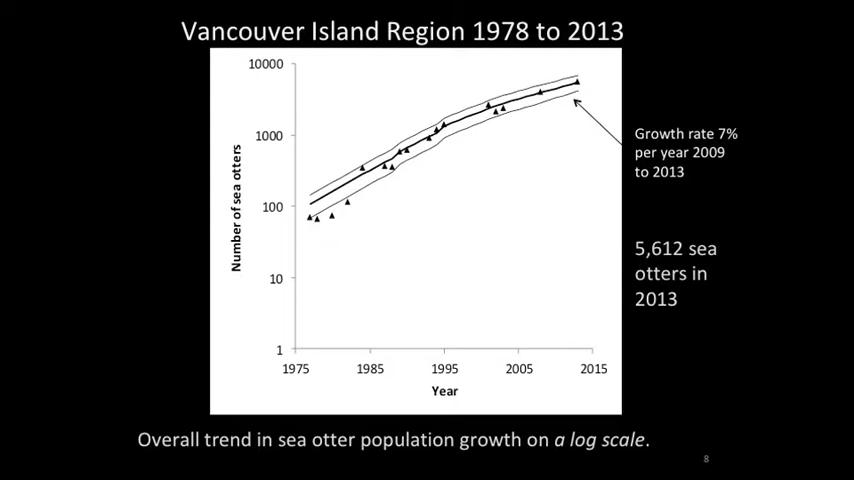 Vancouver Island Region 1978 to 2013
10000
1000
100
10
1
Number of sea otters
1975 1985 1995 2005 2015
Year
Growth rate 7%
per year 2009
to 2013
5,612 sea
otters in
2013
Overall trend in sea otter population growth on a log scale.
8